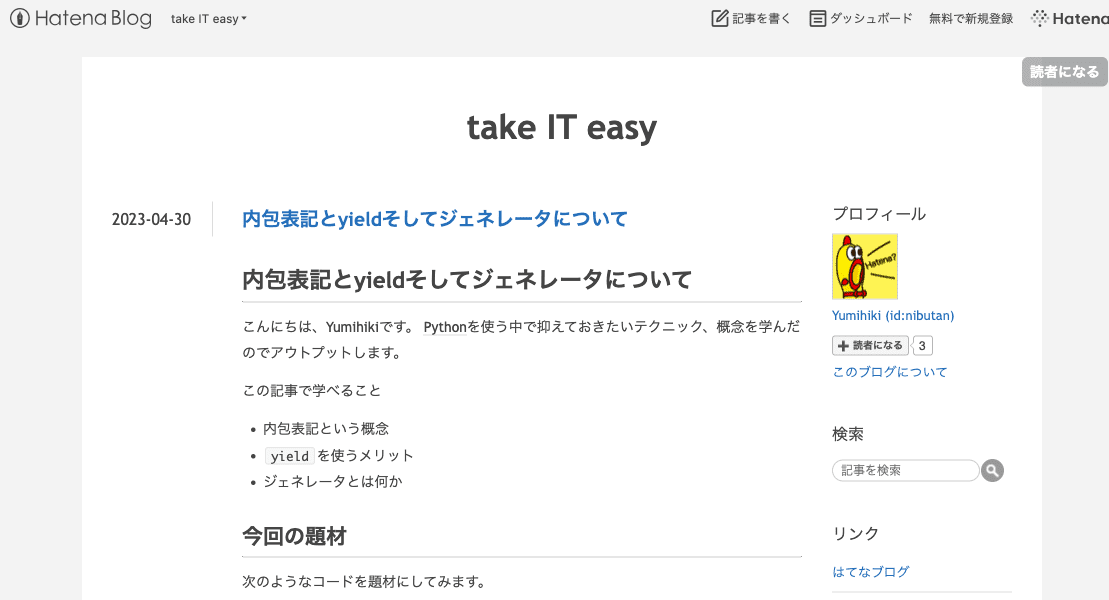 Hatena Blog
take IT easy
記事を書く
ダッシュボード
無料で新規登録
Hatena
読者になる
take IT easy
2023-04-30
内包表記とyieldそしてジェネレータについて
内包表記とyieldそしてジェネレータについて
こんにちは、Yumihikiです。 Pythonを使う中で抑えておきたいテクニック、概念を学んだ
のでアウトプットします。
この記事で学べること
内包表記という概念
yield を使うメリット
ジェネレータとは何か
今回の題材
次のようなコードを題材にしてみます。
プロフィール
Hatena?
Yumihiki (id:nibutan)
読者になる 3
このブログについて
検索
記事を検索
リンク
はてなブログ